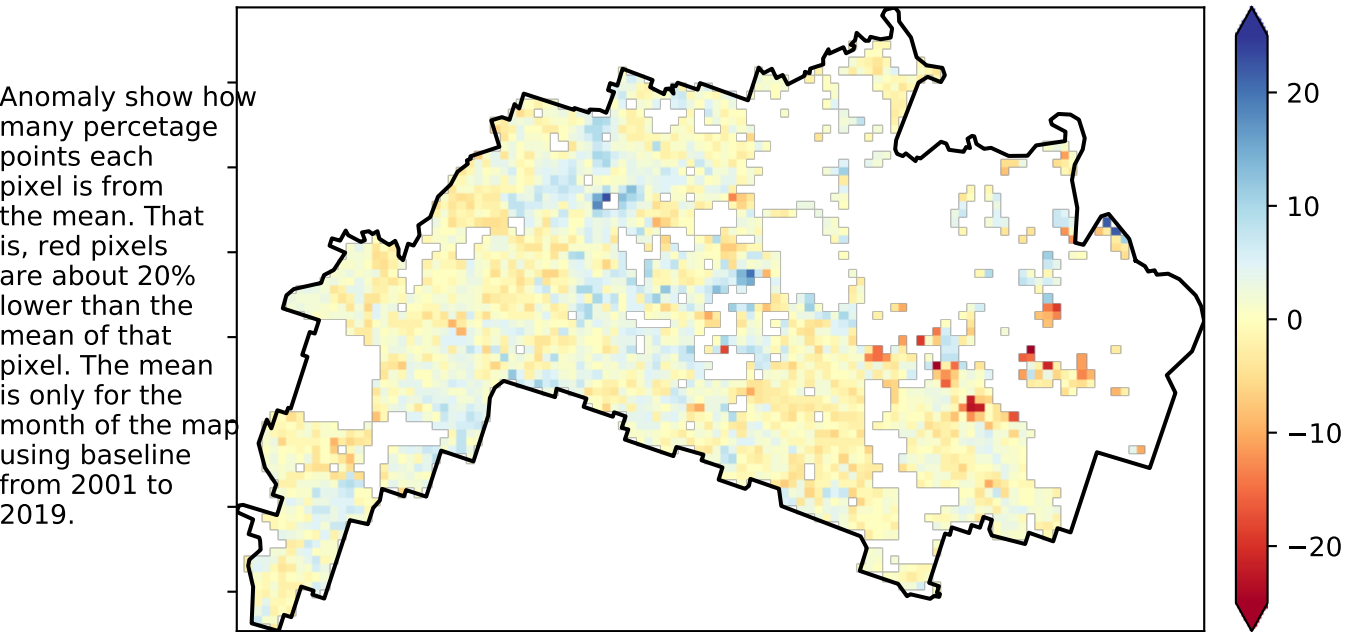 Anomaly show how
many percetage
points each
pixel is from
the mean. That
is, red pixels
are about 20%
lower than the
mean of that
pixel. The mean
is only for the
month of the map
using baseline
from 2001 to
2019.
20
10
0
−10
−20